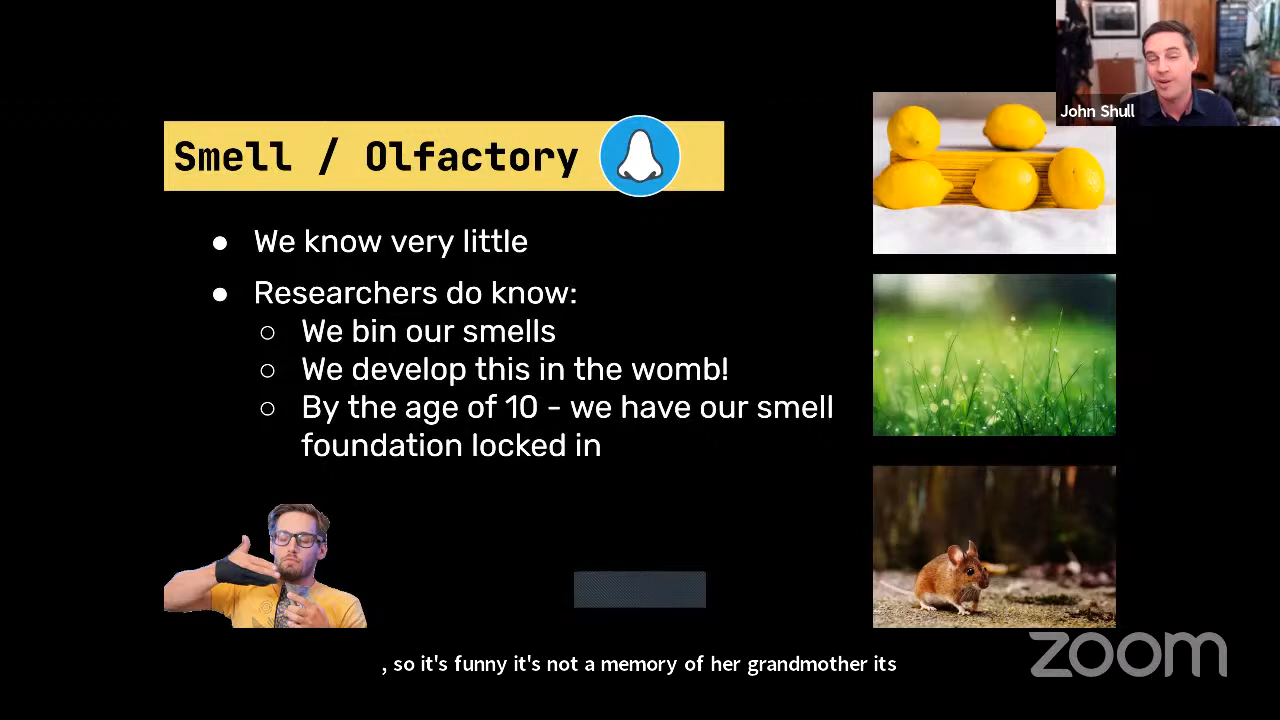 John Shull
Smell / Olfactory
● We know very little
● Researchers do know:
○ We bin our smells
○ We develop this in the womb!
○ By the age of 10 - we have our smell
foundation locked in
, so it's funny it's not a memory of her grandmother its
zoom